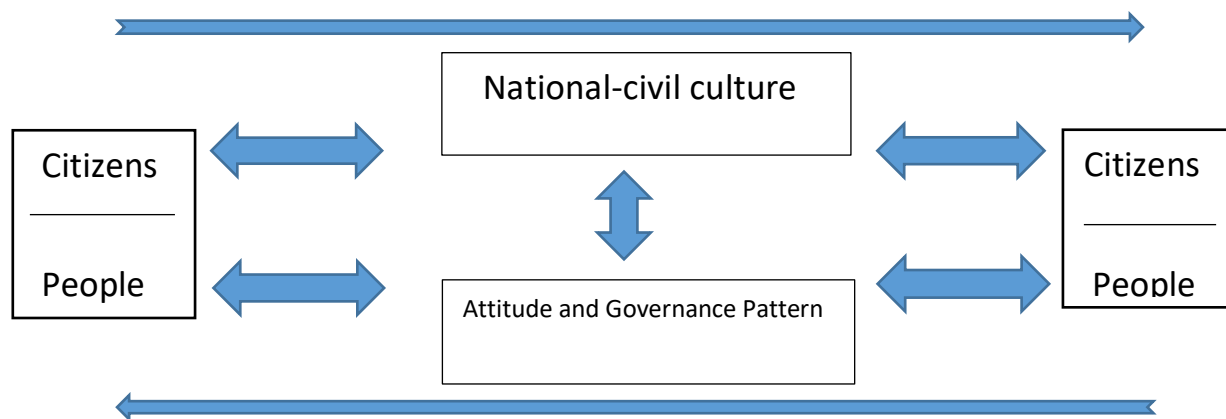 National-civil culture
Citizens
People
Citizens
People
Attitude and Governance Pattern